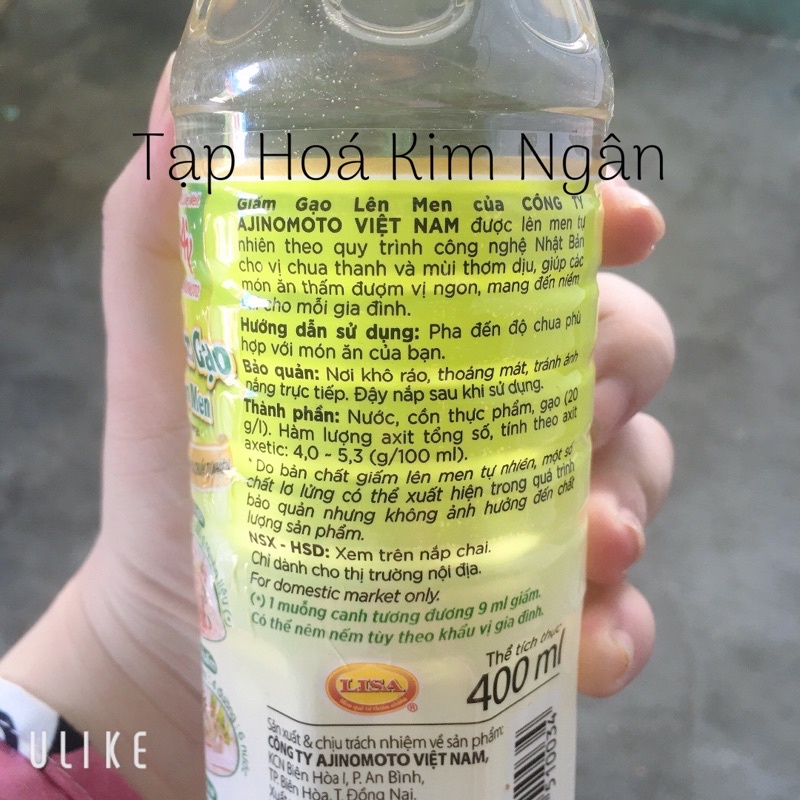 Tạp Hoá Kim Ngân
Giấm Gạo Lên Men của CÔNG TY
AJINOMOTO VIỆT NAM được lên men tự
nhiên theo quy trình công nghệ Nhật Bản
cho vị chua thanh và mùi thơm dịu, giúp các
món ăn thấm đượm vị ngon, mang đến niềm
cho mỗi gia đình.
Hướng dẫn sử dụng: Pha đến độ chua phù
hợp với món ăn của bạn.
Bảo quản: Nơi khô ráo, thoáng mát, tránh ánh
nắng trực tiếp. Đậy nắp sau khi sử dụng.
Thành phần: Nước, cồn thực phẩm, gạo (20
g/l). Hàm lượng axit tổng số, tính theo axit
axetic: 4,0 - 5,3 (g/100 ml).
* Do bản chất giấm lên men tự nhiên, một số
chất lơ lửng có thể xuất hiện trong quá trình
bảo quản nhưng không ảnh hưởng đến chất
lượng sản phẩm.
NSX - HSD: Xem trên nắp chai.
Chỉ dành cho thị trường nội địa.
For domestic market only.
(*) 1 muỗng canh tương đương 9 ml giấm.
Có thể nêm nếm tùy theo khẩu vị gia đình.
Gạo
Men
Thể tích thực
400 ml
LISA
®
Sản xuất & chịu trách nhiệm về sản phẩm:
CÔNG TY AJINOMOTO VIỆT NAM,
KCN Biên Hòa I, P. An Bình,
TP. Biên Hòa, T. Đồng Nai.
510034
ULIKE